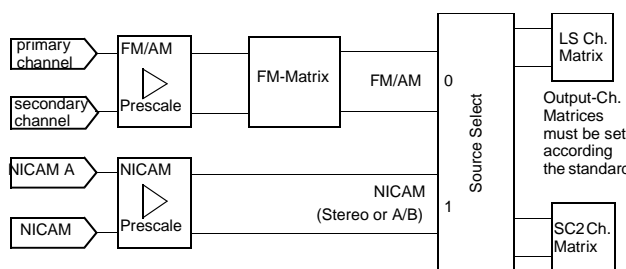 primary
channel
FM/AM
Prescale
secondary
channel
FM-Matrix
FM/AM
0
Source Select
LS Ch.
Matrix
Output-Ch.
Matrices
must be set
according
the standard
NICAM A
NICAM
Prescale
NICAM
NICAM
(Stereo or A/B)
1
SC2 Ch.
Matrix